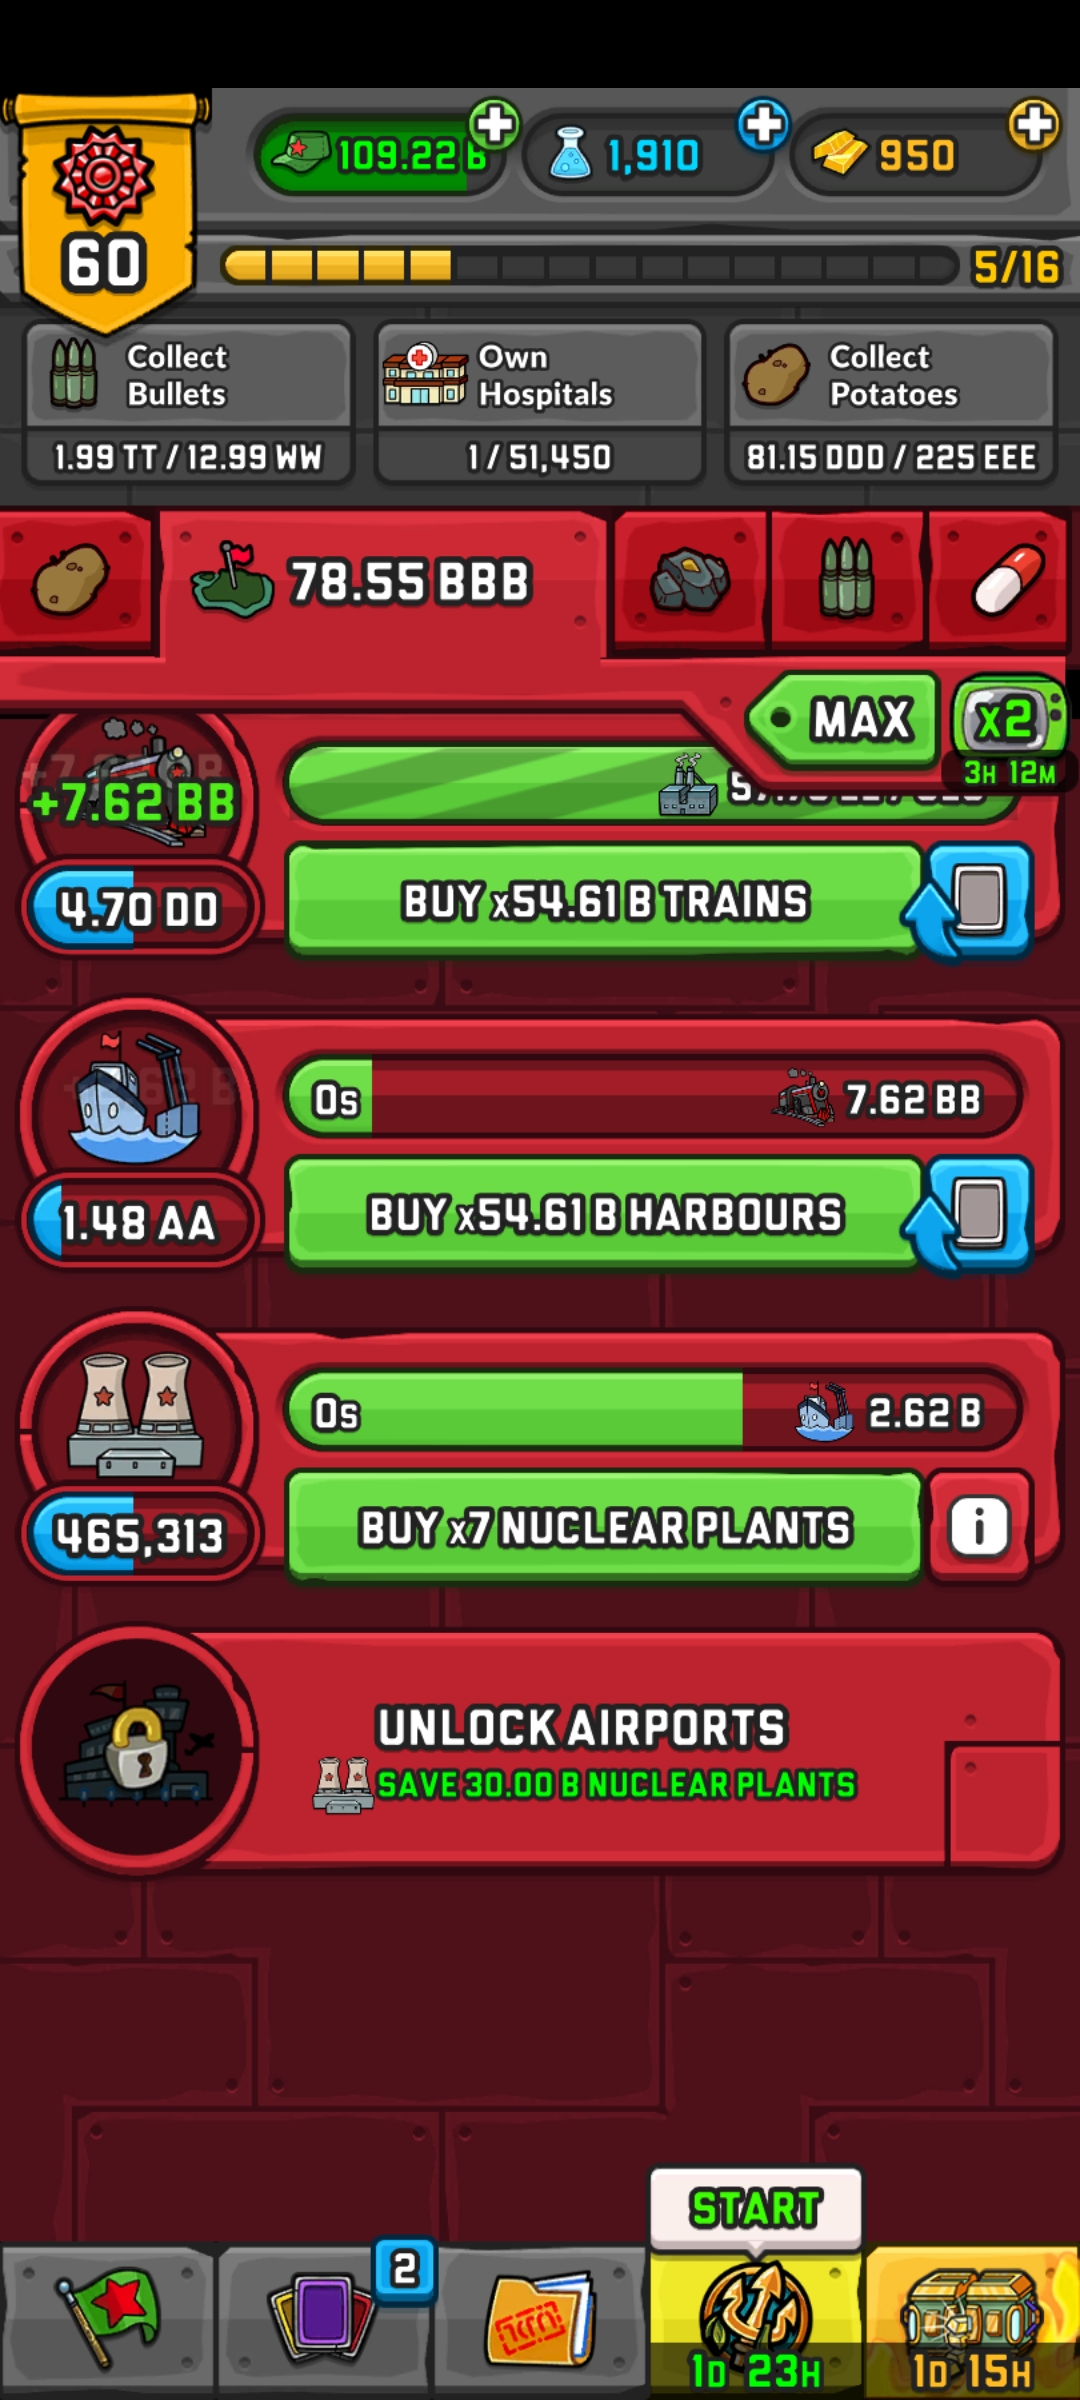 109.22 B
1,910
950
60
5/16
Collect
Bullets
Own
Hospitals
Collect
Potatoes
1.99 TT / 12.99 WW
1 / 51,450
81.15 DDD / 225 EEE
78.55 BBB
MAX
x2
3H 12M
+7.62 BB
4.70 DD
BUY x54.61 B TRAINS
0s
7.62 BB
1.48 AA
BUY x54.61 B HARBOURS
0s
2.62 B
465,313
BUY x7 NUCLEAR PLANTS
i
UNLOCK AIRPORTS
SAVE 30.00 B NUCLEAR PLANTS
START
2
1D 23H
1D 15H